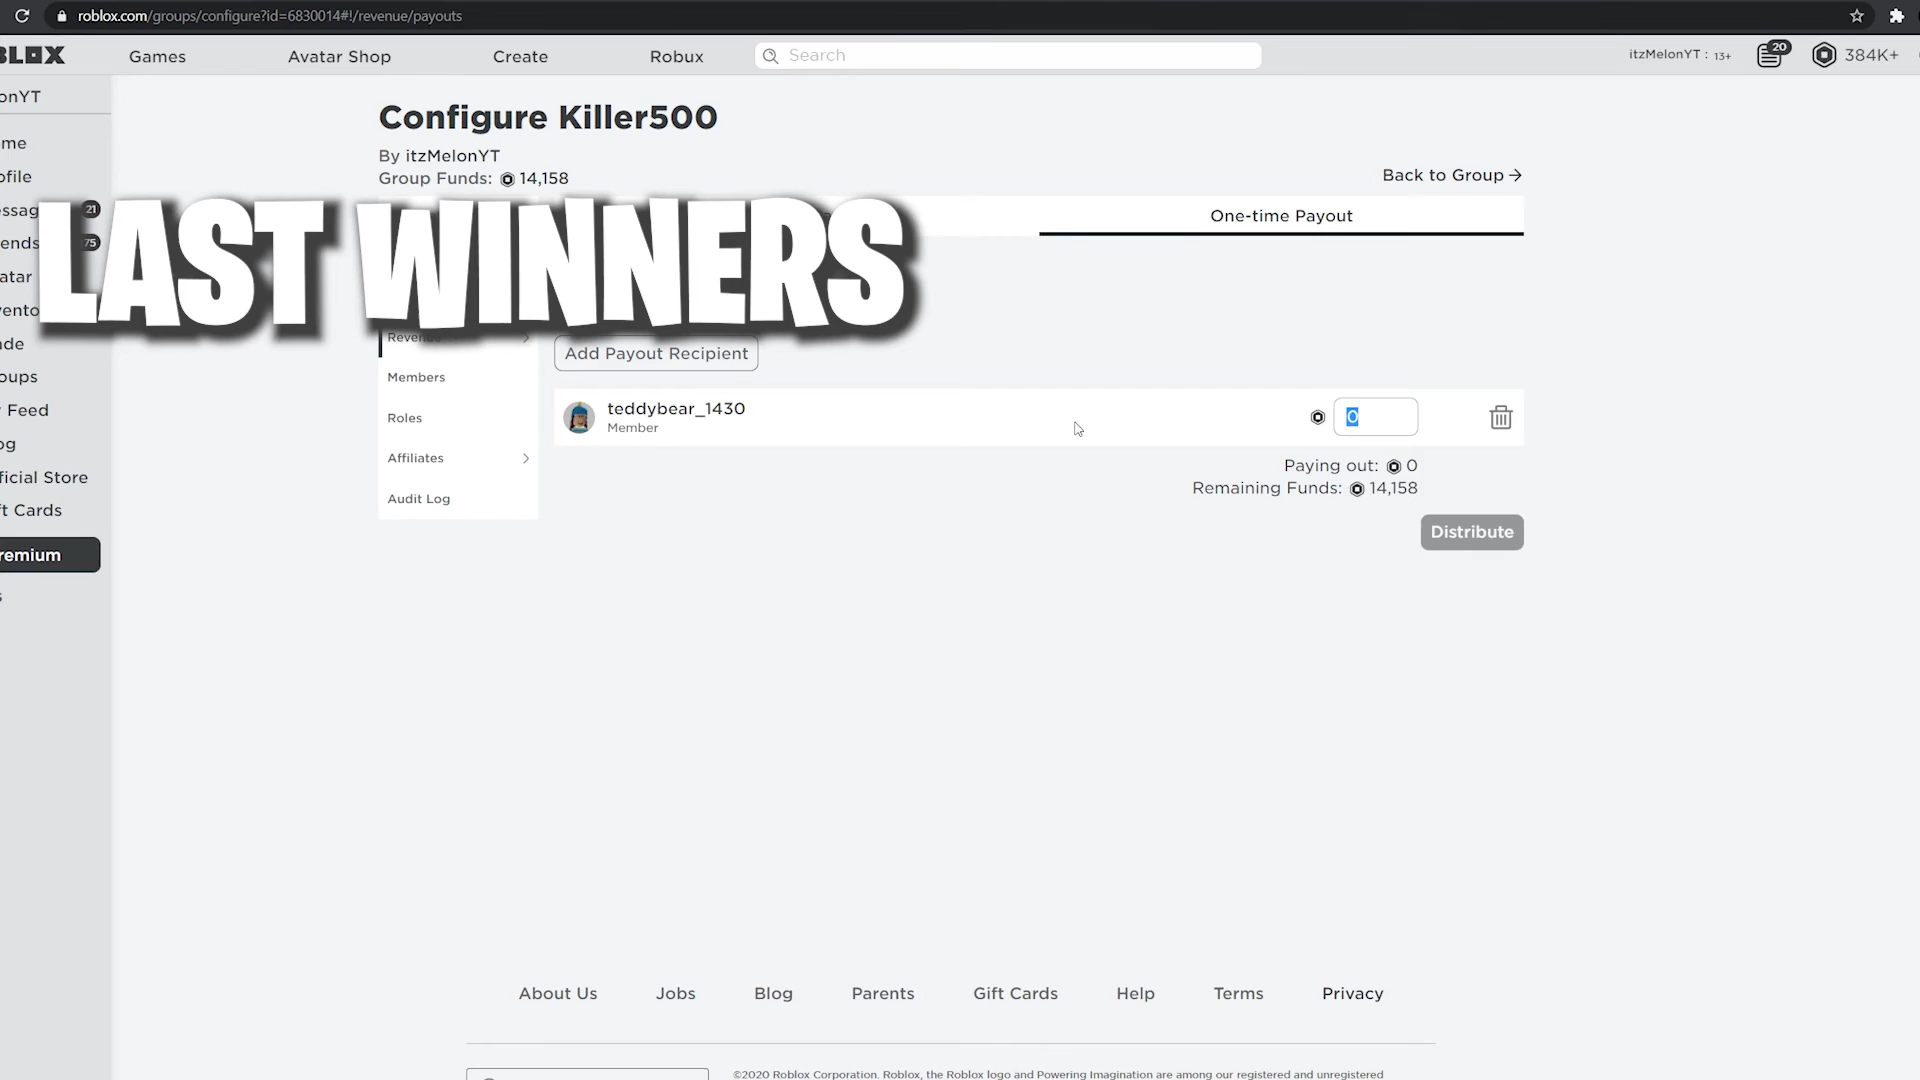 roblox.com/groups/configure?id=6830014#!/revenue/payouts
BLOX Games Avatar Shop Create Robux Search itzMelonYT : 13+ 20 384K+
onYT
me
ofile
ssag 21
ends 75
atar
vento
ade
oups
Feed
og
ficial Store
ft Cards
remium
s
Configure Killer500
By itzMelonYT
Group Funds: 14,158
Back to Group →
One-time Payout
LAST WINNERS
Revenue
Members
Roles
Affiliates
Audit Log
Add Payout Recipient
teddybear_1430
Member
0
Paying out: 0
Remaining Funds: 14,158
Distribute
About Us Jobs Blog Parents Gift Cards Help Terms Privacy
©2020 Roblox Corporation. Roblox, the Roblox logo and Powering Imagination are among our registered and unregistered